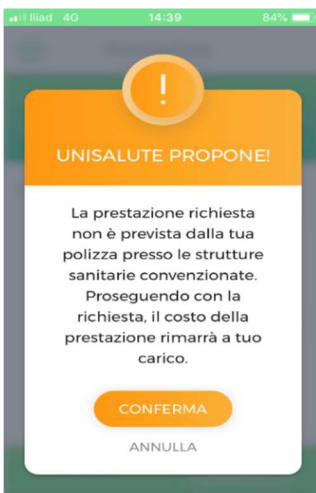 Iliad 4G 14:39 84%
!
UNISALUTE PROPONE!
La prestazione richiesta
non è prevista dalla tua
polizza presso le strutture
sanitarie convenzionate.
Proseguendo con la
richiesta, il costo della
prestazione rimarrà a tuo
carico.
CONFERMA
ANNULLA